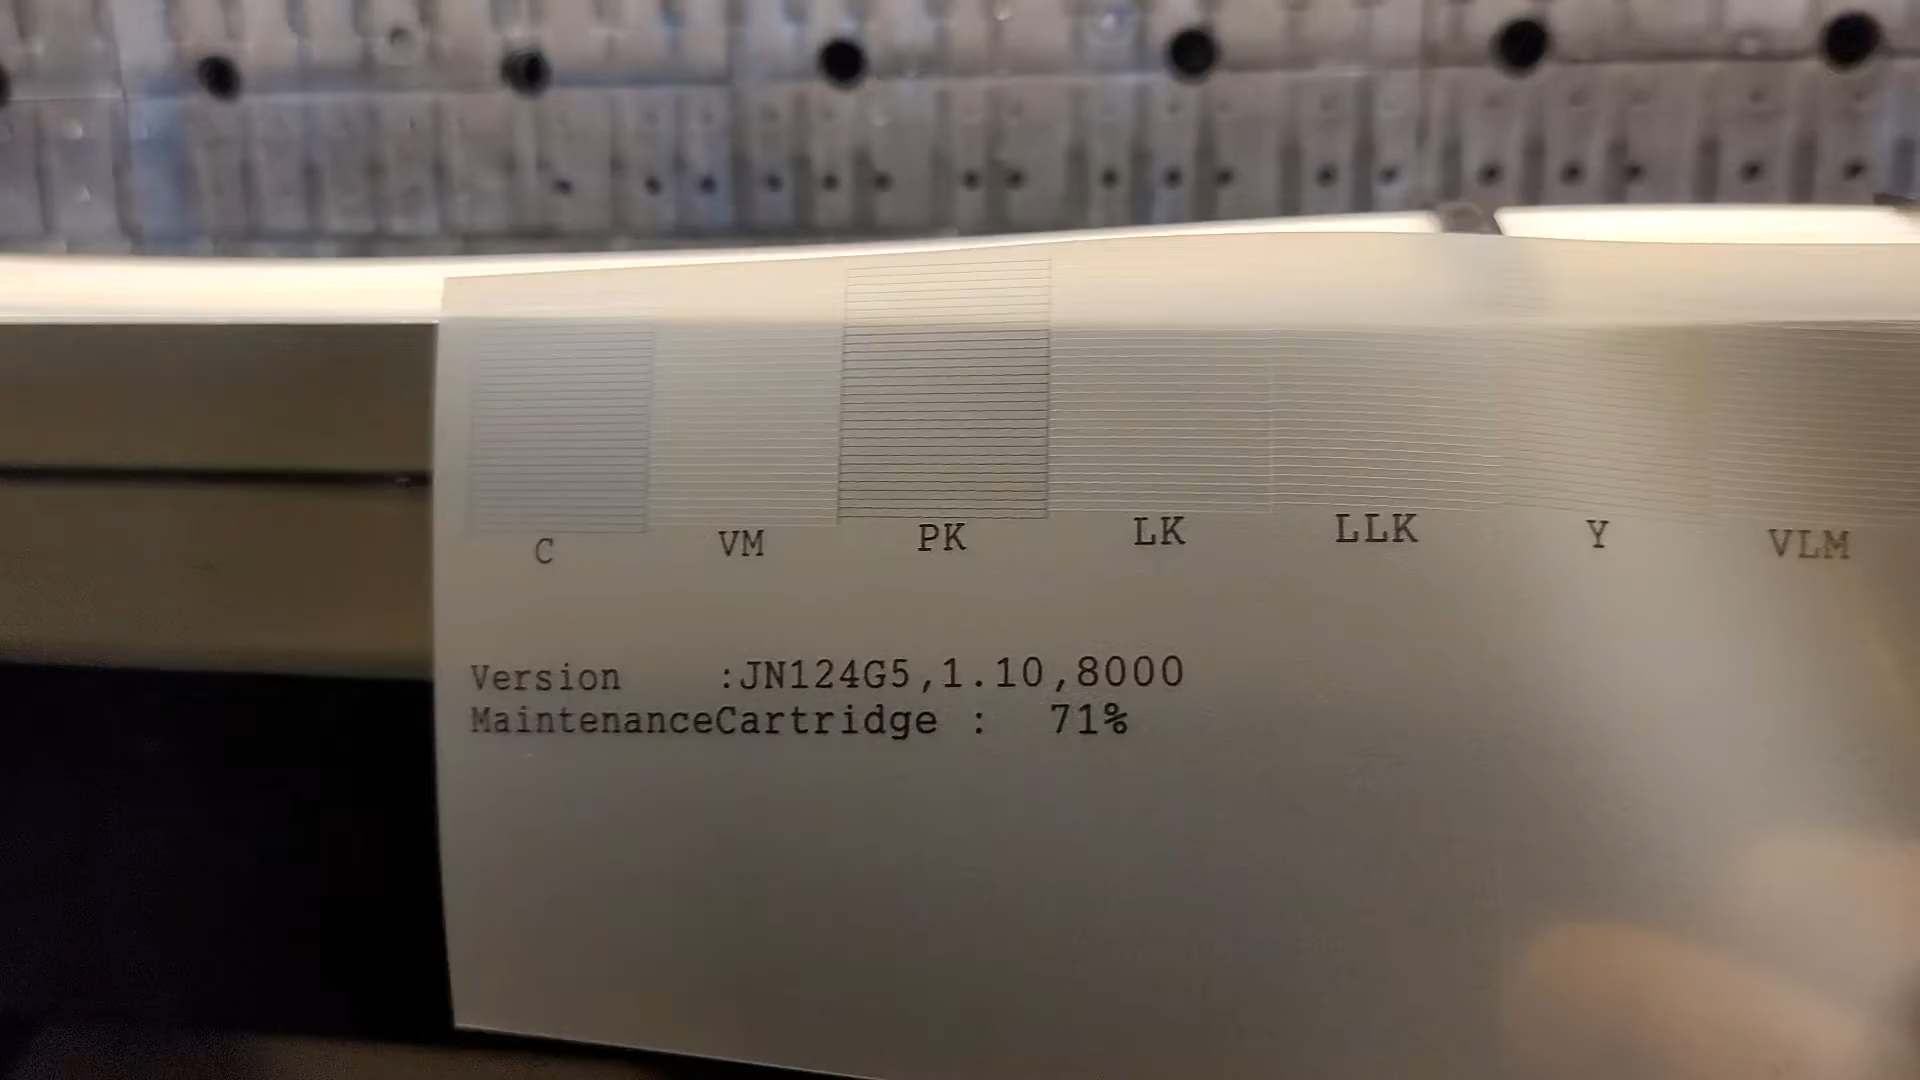 C VM PK LK LLK Y VLM
Version :JN124G5,1.10,8000
MaintenanceCartridge : 71%